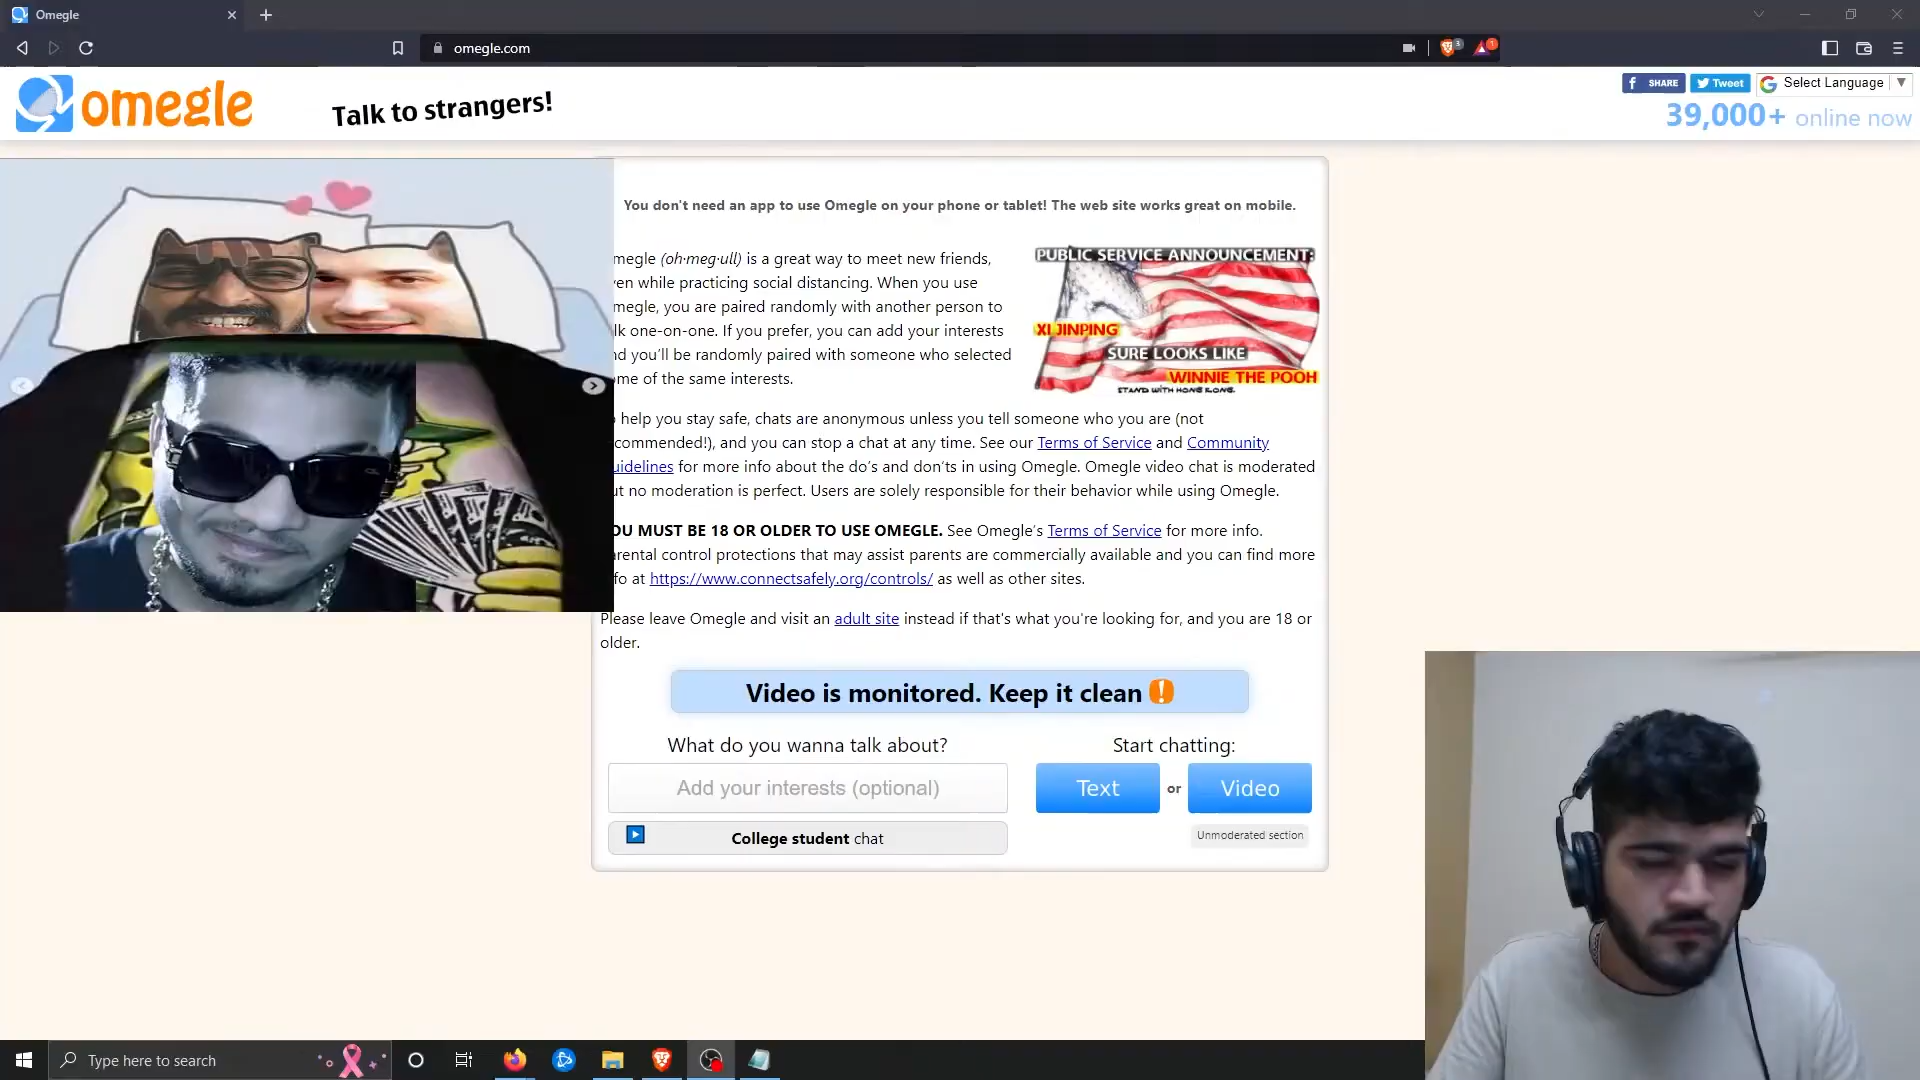 Omegle
omegle.com
3
1
omegle
Talk to strangers!
SHARE
Tweet
Select Language
39,000+ online now
You don't need an app to use Omegle on your phone or tablet! The web site works great on mobile.
megle (oh·meg·ull) is a great way to meet new friends,
en while practicing social distancing. When you use
megle, you are paired randomly with another person to
lk one-on-one. If you prefer, you can add your interests
nd you'll be randomly paired with someone who selected
me of the same interests.
PUBLIC SERVICE ANNOUNCEMENT:
XI JINPING
SURE LOOKS LIKE
WINNIE THE POOH
STAND WITH HONG KONG.
help you stay safe, chats are anonymous unless you tell someone who you are (not
commended!), and you can stop a chat at any time. See our Terms of Service and Community
uidelines for more info about the do's and don'ts in using Omegle. Omegle video chat is moderated
ut no moderation is perfect. Users are solely responsible for their behavior while using Omegle.
OU MUST BE 18 OR OLDER TO USE OMEGLE. See Omegle's Terms of Service for more info.
arental control protections that may assist parents are commercially available and you can find more
fo at https://www.connectsafely.org/controls/ as well as other sites.
Please leave Omegle and visit an adult site instead if that's what you're looking for, and you are 18 or
older.
Video is monitored. Keep it clean
What do you wanna talk about?
Start chatting:
Add your interests (optional)
Text or Video
College student chat
Unmoderated section
Type here to search